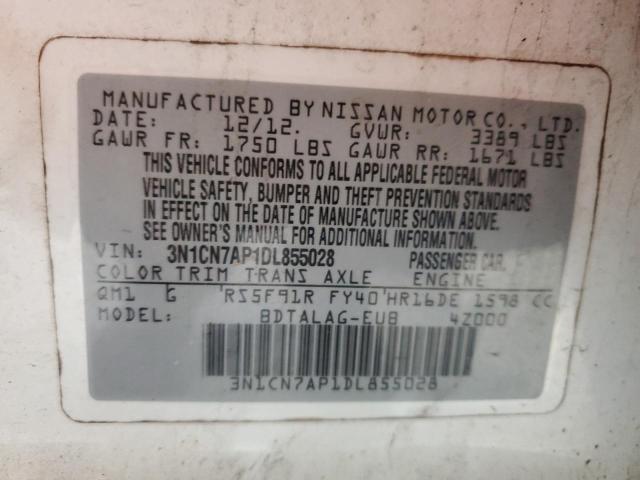 MANUFACTURED BY NISSAN MOTOR CO., LTD.
DATE: 12/12. GVWR: 3389 LBS
GAWR FR: 1750 LBS GAWR RR: 1671 LBS
THIS VEHICLE CONFORMS TO ALL APPLICABLE FEDERAL MOTOR
VEHICLE SAFETY, BUMPER AND THEFT PREVENTION STANDARDS
IN EFFECT ON THE DATE OF MANUFACTURE SHOWN ABOVE.
SEE OWNER'S MANUAL FOR ADDITIONAL INFORMATION.
VIN: 3N1CN7AP1DL855028 PASSENGER CAR.
COLOR TRIM TRANS AXLE ENGINE
QM1 G RS5F91R FY40 HR16DE 1598 CC
MODEL: BDTALAG-EUB 4Z000
3N1CN7AP1DL855028